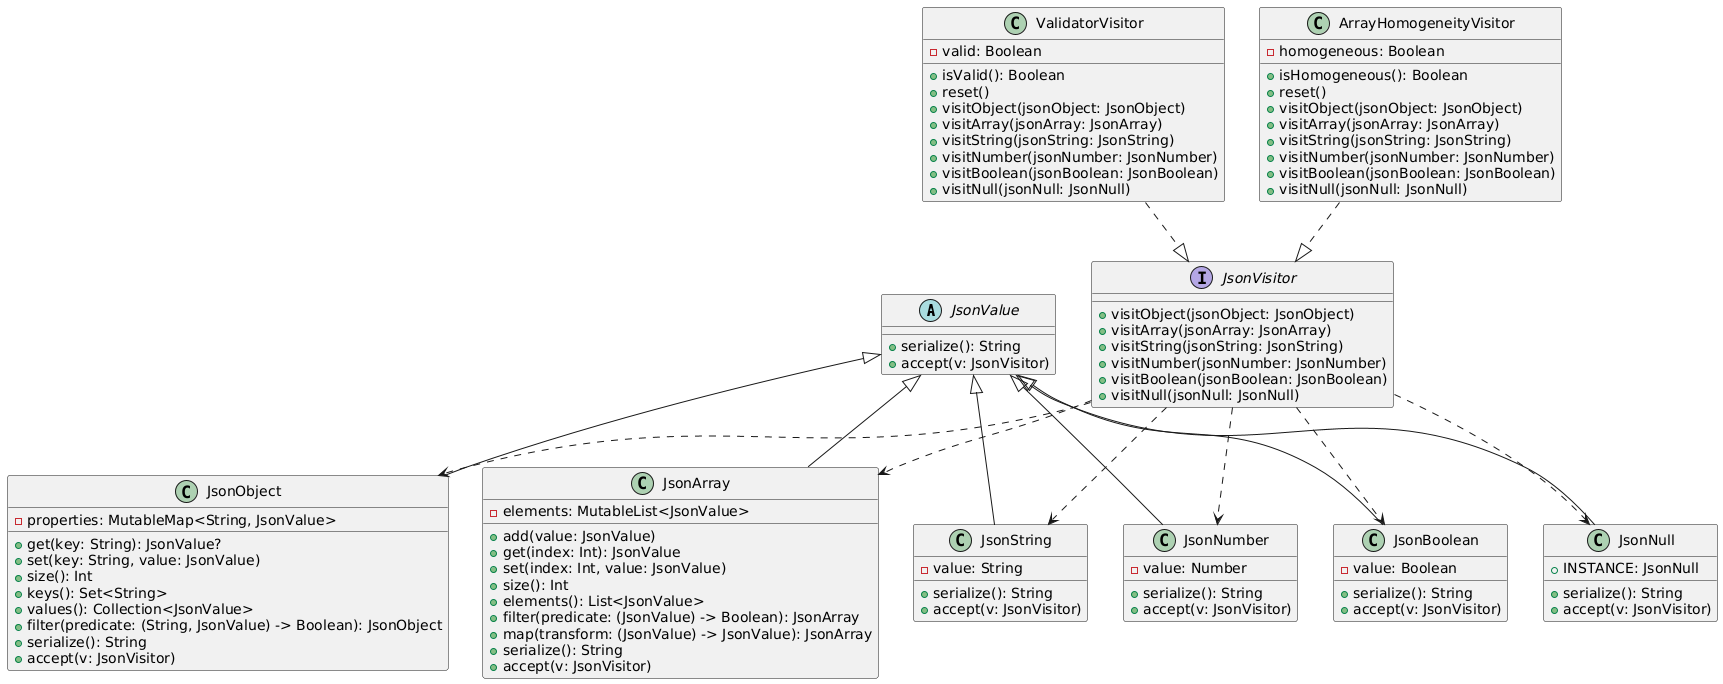 C ValidatorVisitor
valid: Boolean
isValid(): Boolean
reset()
visitObject(jsonObject: JsonObject)
visitArray(jsonArray: JsonArray)
visitString(jsonString: JsonString)
visitNumber(jsonNumber: JsonNumber)
visitBoolean(jsonBoolean: JsonBoolean)
visitNull(jsonNull: JsonNull)
C ArrayHomogeneityVisitor
homogeneous: Boolean
isHomogeneous(): Boolean
reset()
visitObject(jsonObject: JsonObject)
visitArray(jsonArray: JsonArray)
visitString(jsonString: JsonString)
visitNumber(jsonNumber: JsonNumber)
visitBoolean(jsonBoolean: JsonBoolean)
visitNull(jsonNull: JsonNull)
A JsonValue
serialize(): String
accept(v: JsonVisitor)
I JsonVisitor
visitObject(jsonObject: JsonObject)
visitArray(jsonArray: JsonArray)
visitString(jsonString: JsonString)
visitNumber(jsonNumber: JsonNumber)
visitBoolean(jsonBoolean: JsonBoolean)
visitNull(jsonNull: JsonNull)
C JsonObject
properties: MutableMap<String, JsonValue>
get(key: String): JsonValue?
set(key: String, value: JsonValue)
size(): Int
keys(): Set<String>
values(): Collection<JsonValue>
filter(predicate: (String, JsonValue) -> Boolean): JsonObject
serialize(): String
accept(v: JsonVisitor)
C JsonArray
elements: MutableList<JsonValue>
add(value: JsonValue)
get(index: Int): JsonValue
set(index: Int, value: JsonValue)
size(): Int
elements(): List<JsonValue>
filter(predicate: (JsonValue) -> Boolean): JsonArray
map(transform: (JsonValue) -> JsonValue): JsonArray
serialize(): String
accept(v: JsonVisitor)
C JsonString
value: String
serialize(): String
accept(v: JsonVisitor)
C JsonNumber
value: Number
serialize(): String
accept(v: JsonVisitor)
C JsonBoolean
value: Boolean
serialize(): String
accept(v: JsonVisitor)
C JsonNull
INSTANCE: JsonNull
serialize(): String
accept(v: JsonVisitor)